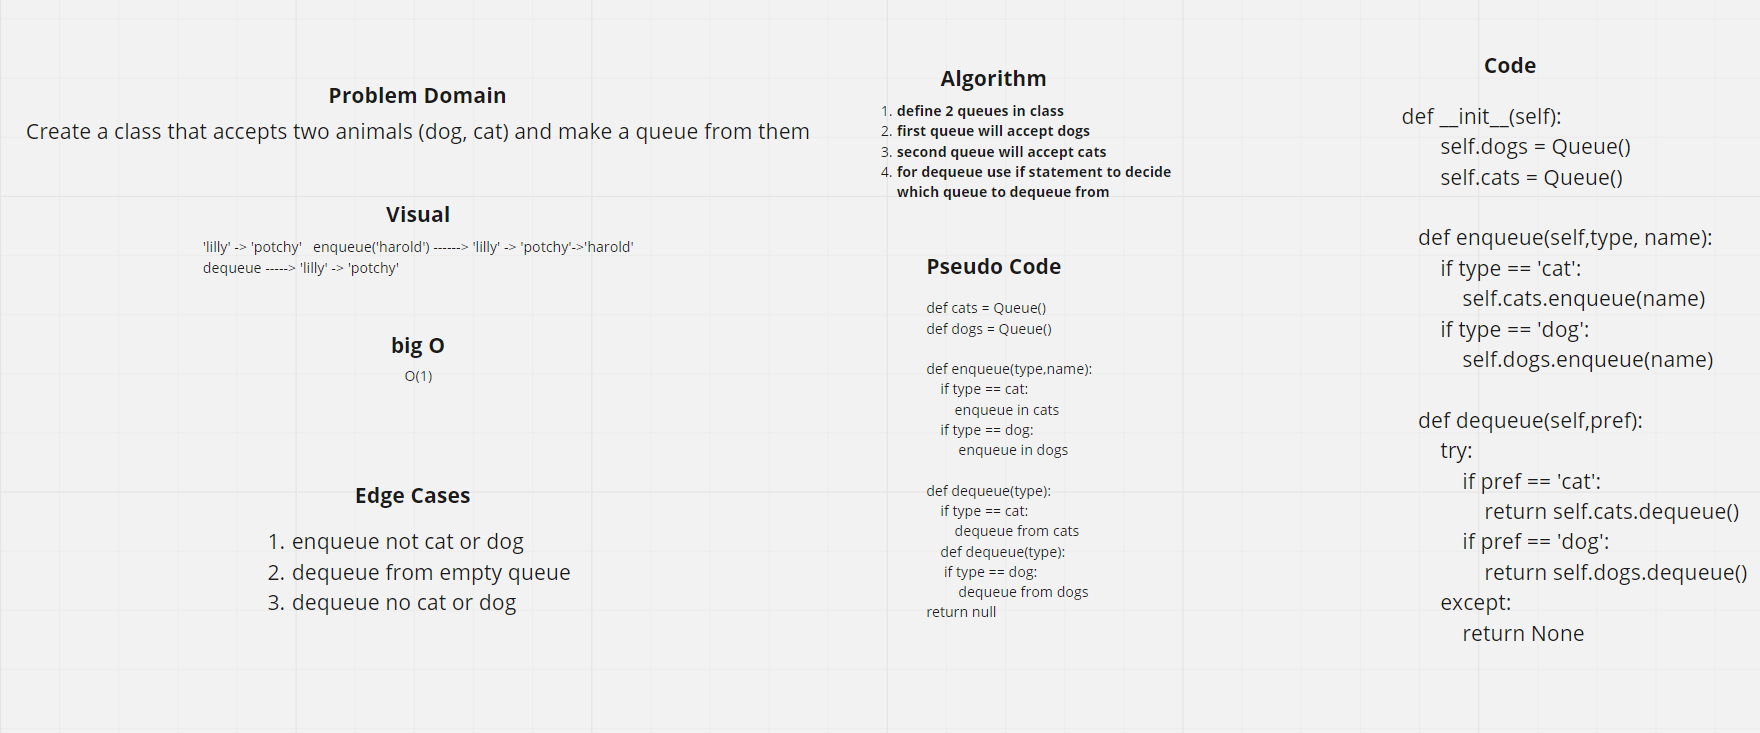 Problem Domain
Create a class that accepts two animals (dog, cat) and make a queue from them
Visual
'lilly' -> 'potchy'   enqueue('harold') ------> 'lilly' -> 'potchy'->'harold'
dequeue -----> 'lilly' -> 'potchy'
big O
O(1)
Edge Cases
1. enqueue not cat or dog
2. dequeue from empty queue
3. dequeue no cat or dog
Algorithm
1. define 2 queues in class
2. first queue will accept dogs
3. second queue will accept cats
4. for dequeue use if statement to decide
which queue to dequeue from
Pseudo Code
def cats = Queue()
def dogs = Queue()
def enqueue(type,name):
if type == cat:
enqueue in cats
if type == dog:
enqueue in dogs
def dequeue(type):
if type == cat:
dequeue from cats
def dequeue(type):
if type == dog:
dequeue from dogs
return null
Code
def __init__(self):
self.dogs = Queue()
self.cats = Queue()
def enqueue(self,type, name):
if type == 'cat':
self.cats.enqueue(name)
if type == 'dog':
self.dogs.enqueue(name)
def dequeue(self,pref):
try:
if pref == 'cat':
return self.cats.dequeue()
if pref == 'dog':
return self.dogs.dequeue()
except:
return None